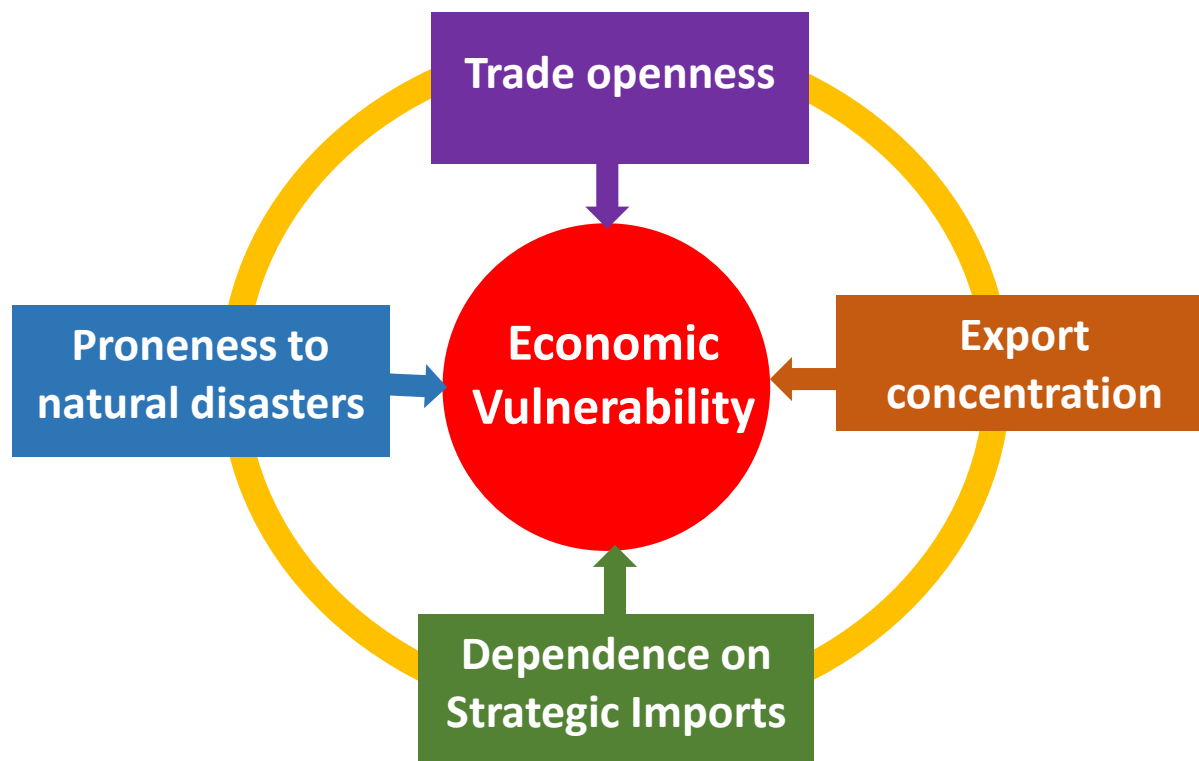 Trade openness
Proneness to
natural disasters
Economic
Vulnerability
Export
concentration
Dependence on
Strategic Imports